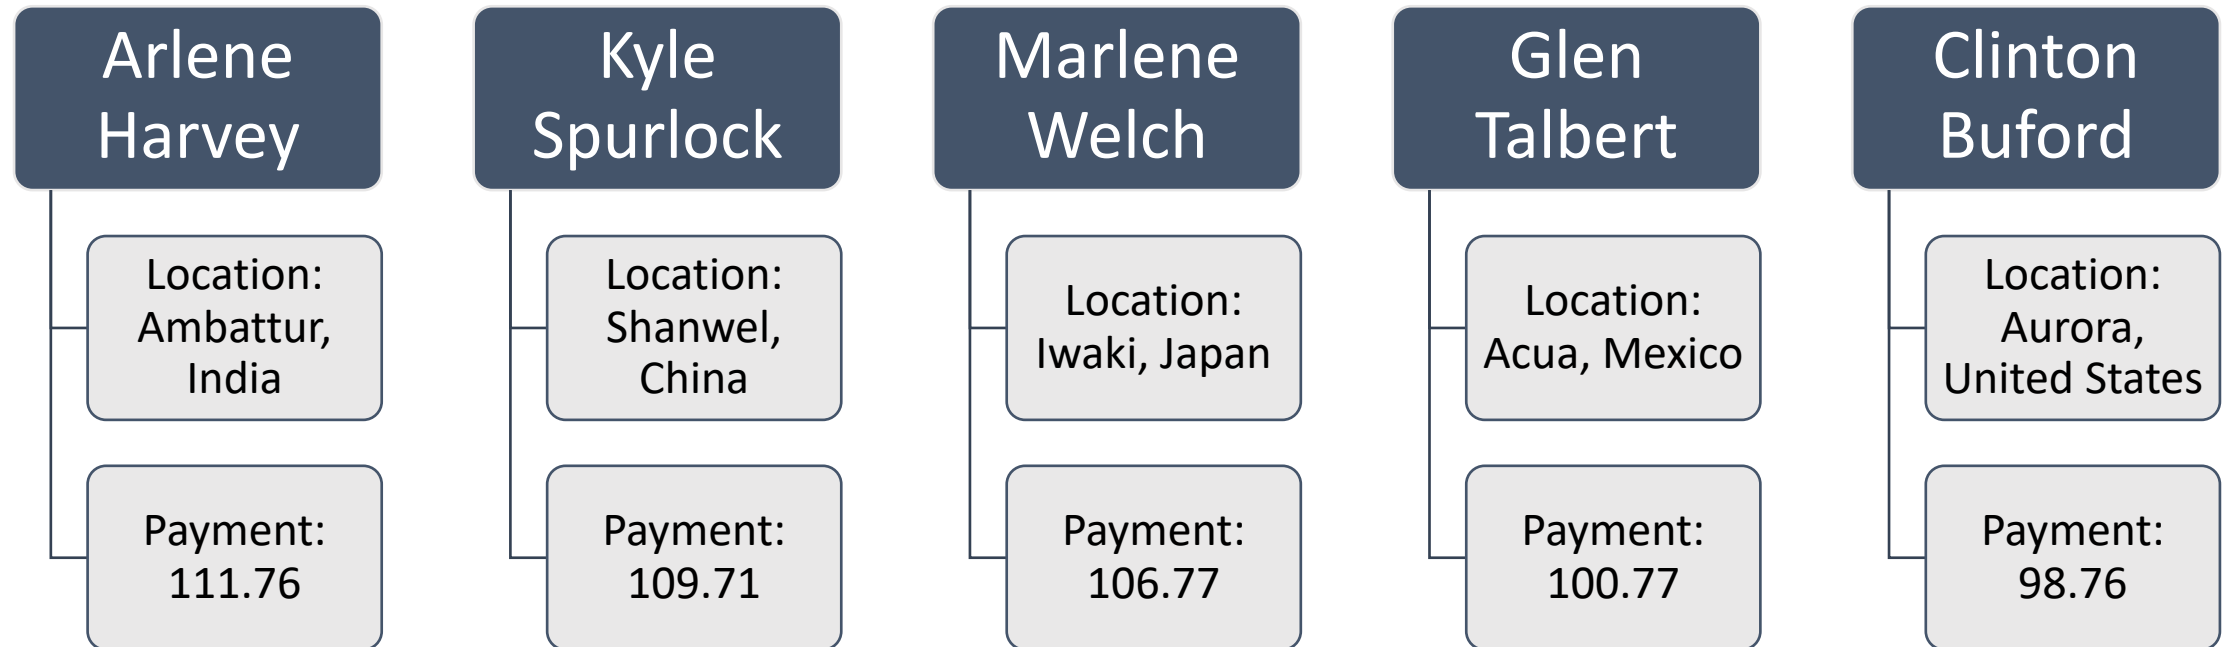 Arlene
Harvey
Location:
Ambattur,
India
Payment:
111.76
Kyle
Spurlock
Location:
Shanwel,
China
Payment:
109.71
Marlene
Welch
Location:
Iwaki, Japan
Payment:
106.77
Glen
Talbert
Location:
Acua, Mexico
Payment:
100.77
Clinton
Buford
Location:
Aurora,
United States
Payment:
98.76